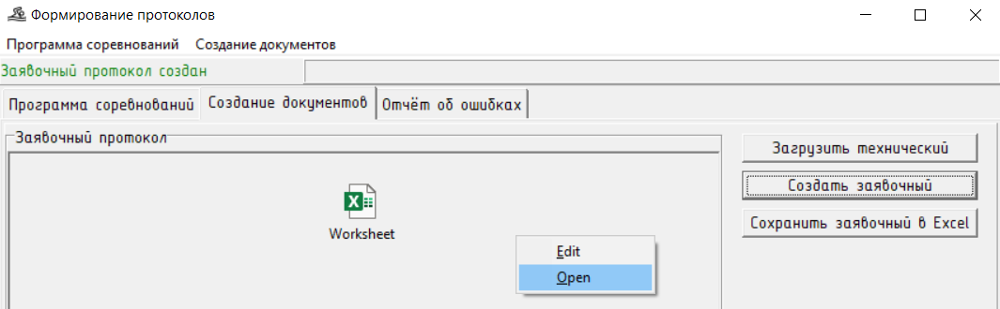 Формирование протоколов
Программа соревнований Создание документов
Заявочный протокол создан
Программа соревнований Создание документов Отчёт об ошибках
Заявочный протокол
Загрузить технический
Создать заявочный
Сохранить заявочный в Excel
Worksheet
Edit
Open